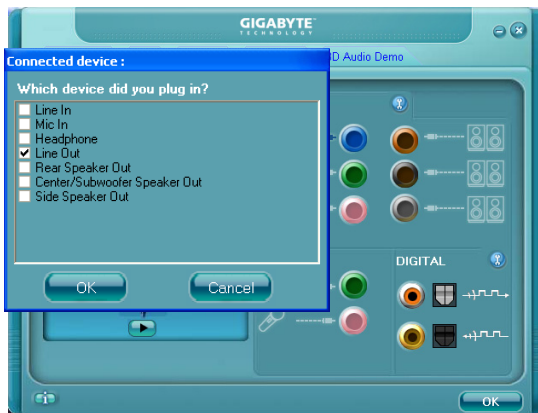 GIGABYTE™
TECHNOLOGY
Connected device :
D Audio Demo
Which device did you plug in?
Line In
Mic In
Headphone
Line Out
Rear Speaker Out
Center/Subwoofer Speaker Out
Side Speaker Out
OK
Cancel
DIGITAL
i
OK